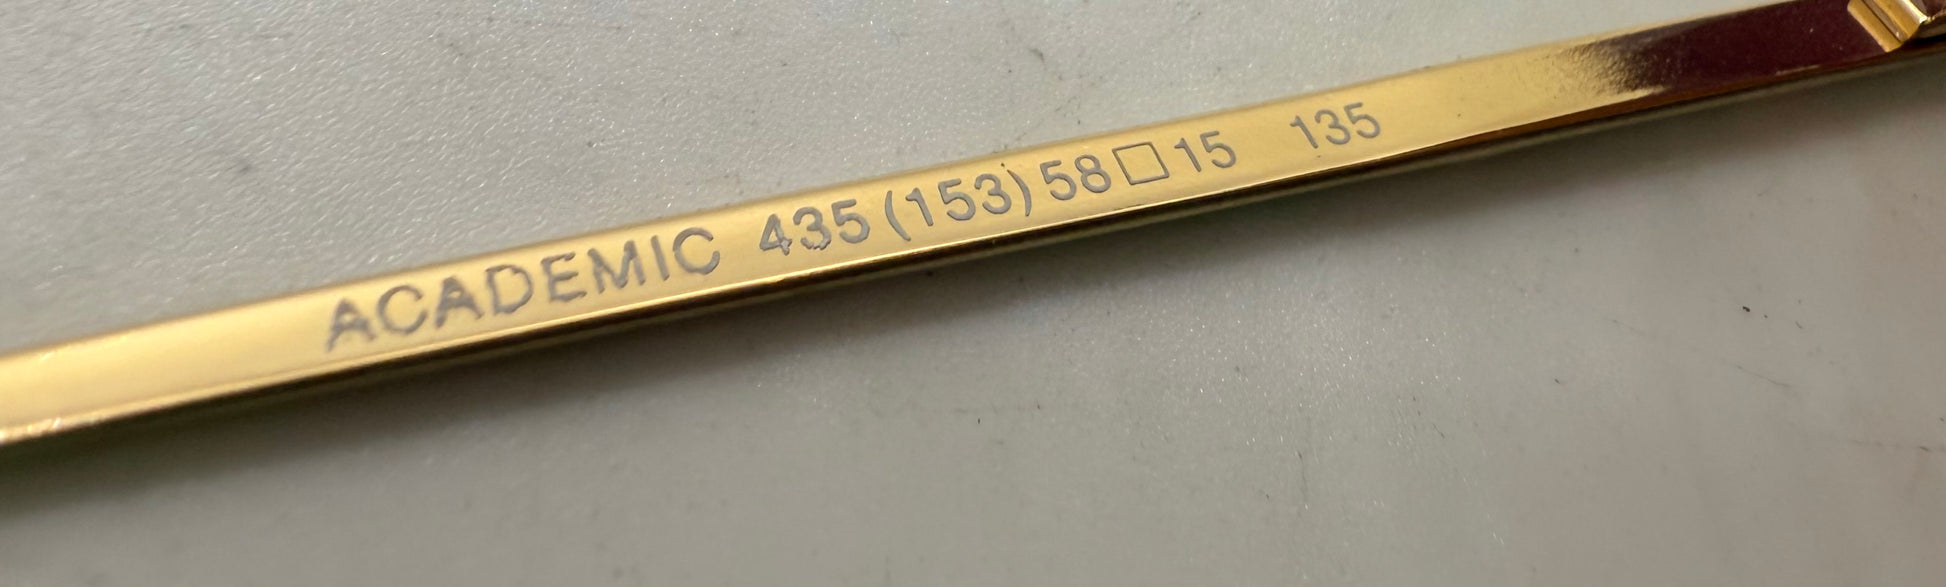 ACADEMIC 435 (153) 58□15 135